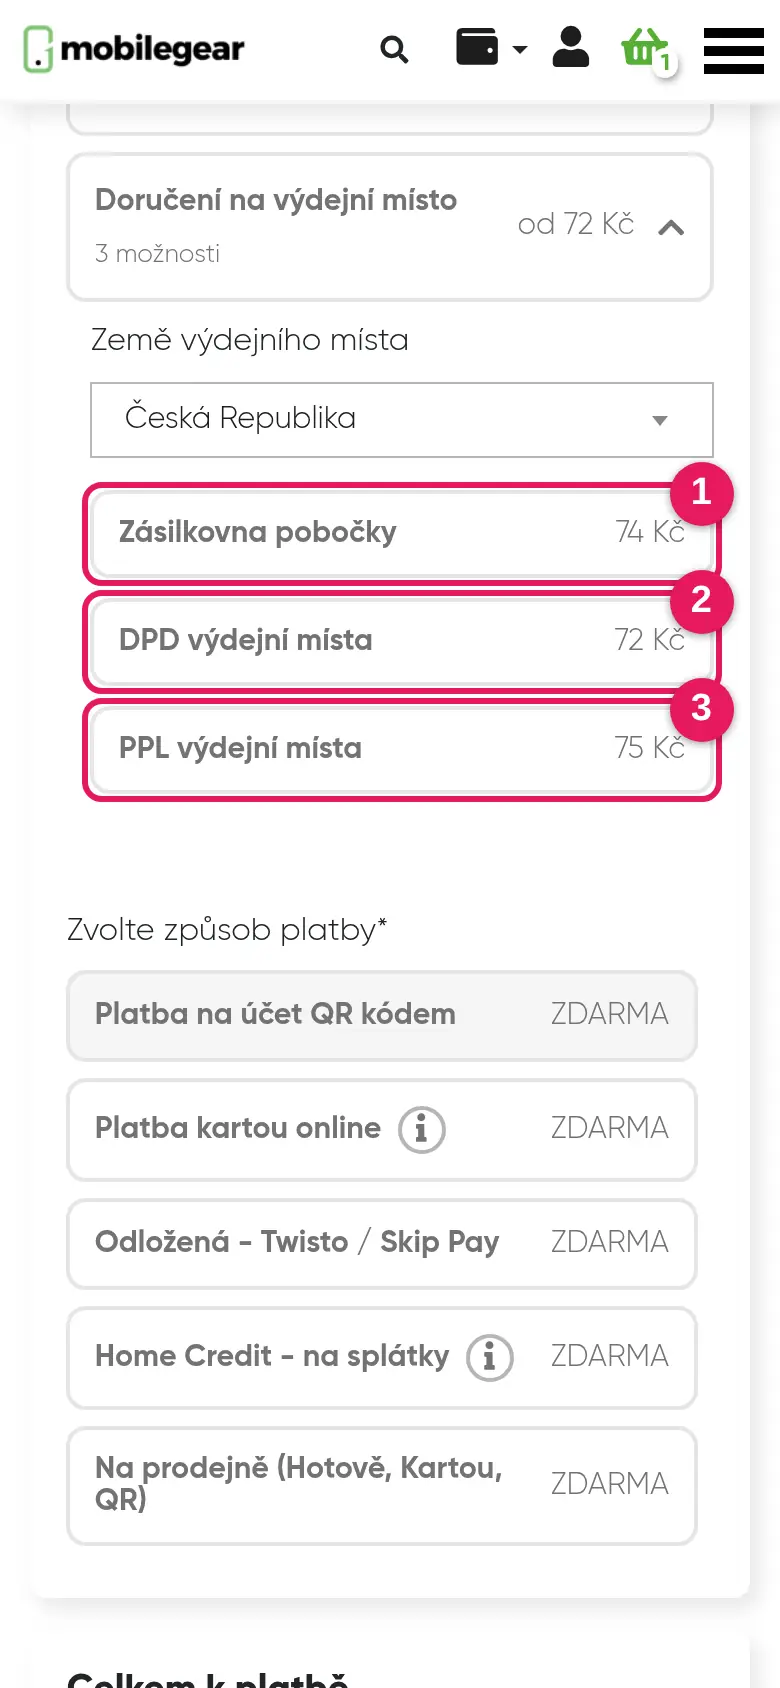 mobilegear
1
Doručení na výdejní místo
od 72 Kč
3 možnosti
Země výdejního místa
Česká Republika
1
Zásilkovna pobočky 74 Kč
2
DPD výdejní místa 72 Kč
3
PPL výdejní místa 75 Kč
Zvolte způsob platby*
Platba na účet QR kódem ZDARMA
Platba kartou online ZDARMA
Odložená - Twisto / Skip Pay ZDARMA
Home Credit - na splátky ZDARMA
Na prodejně (Hotově, Kartou,
QR)
ZDARMA
Celkem k platbě